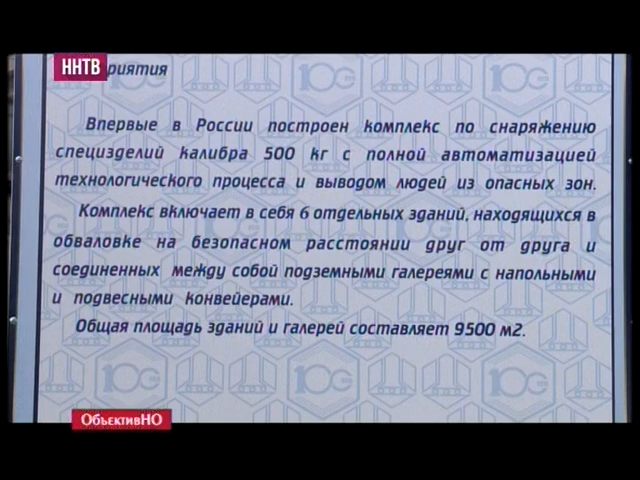 ННТВ
риятия
Впервые в России построен комплекс по снаряжению
специзделий калибра 500 кг с полной автоматизацией
технологического процесса и выводом людей из опасных зон.
Комплекс включает в себя 6 отдельных зданий, находящихся в
обваловке на безопасном расстоянии друг от друга и
соединенных между собой подземными галереями с напольными
и подвесными конвейерами.
Общая площадь зданий и галерей составляет 9500 м2.
ОбъективНО